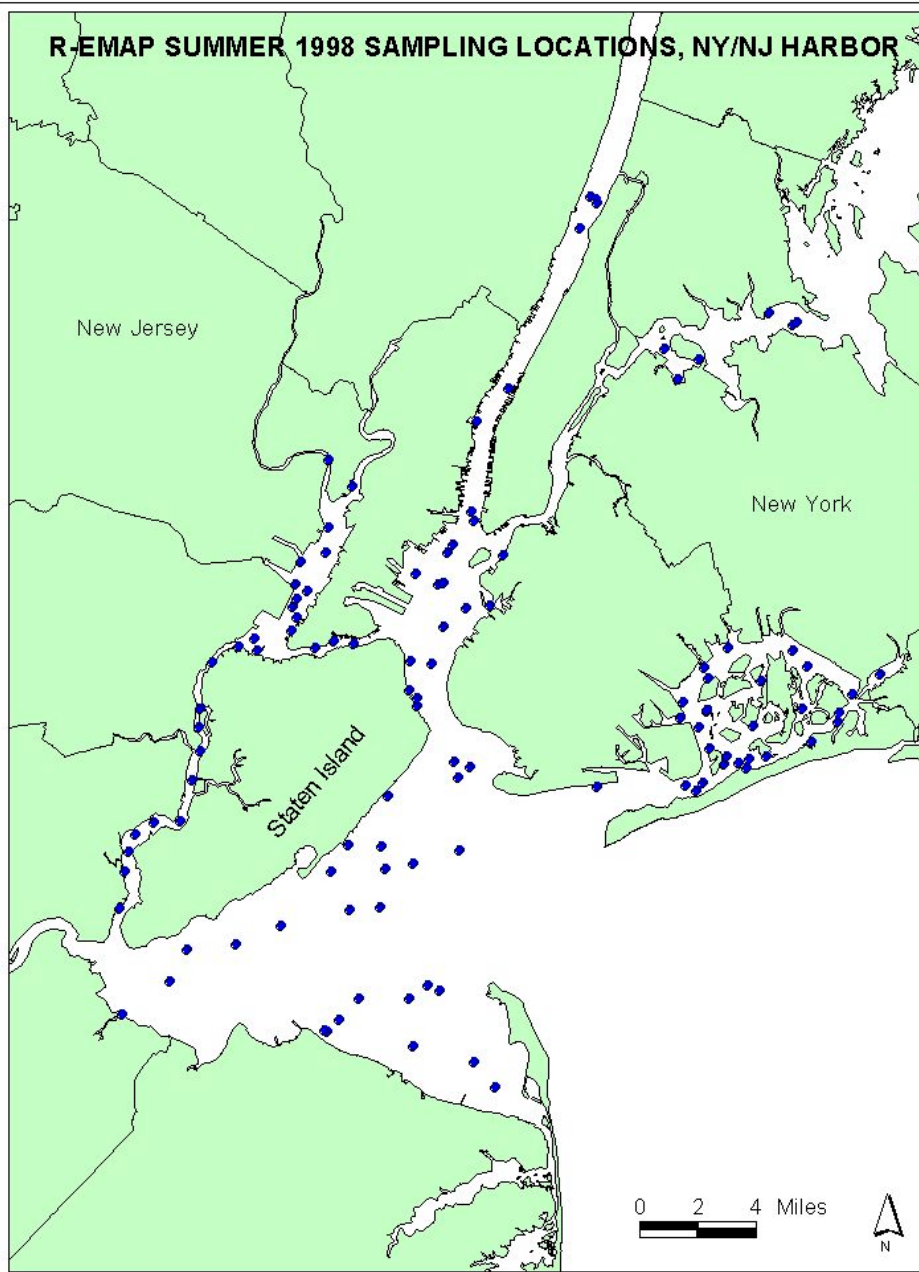 R-EMAP SUMMER 1998 SAMPLING LOCATIONS, NY/NJ HARBOR
New Jersey
New York
Staten Island
0 2 4 Miles
N